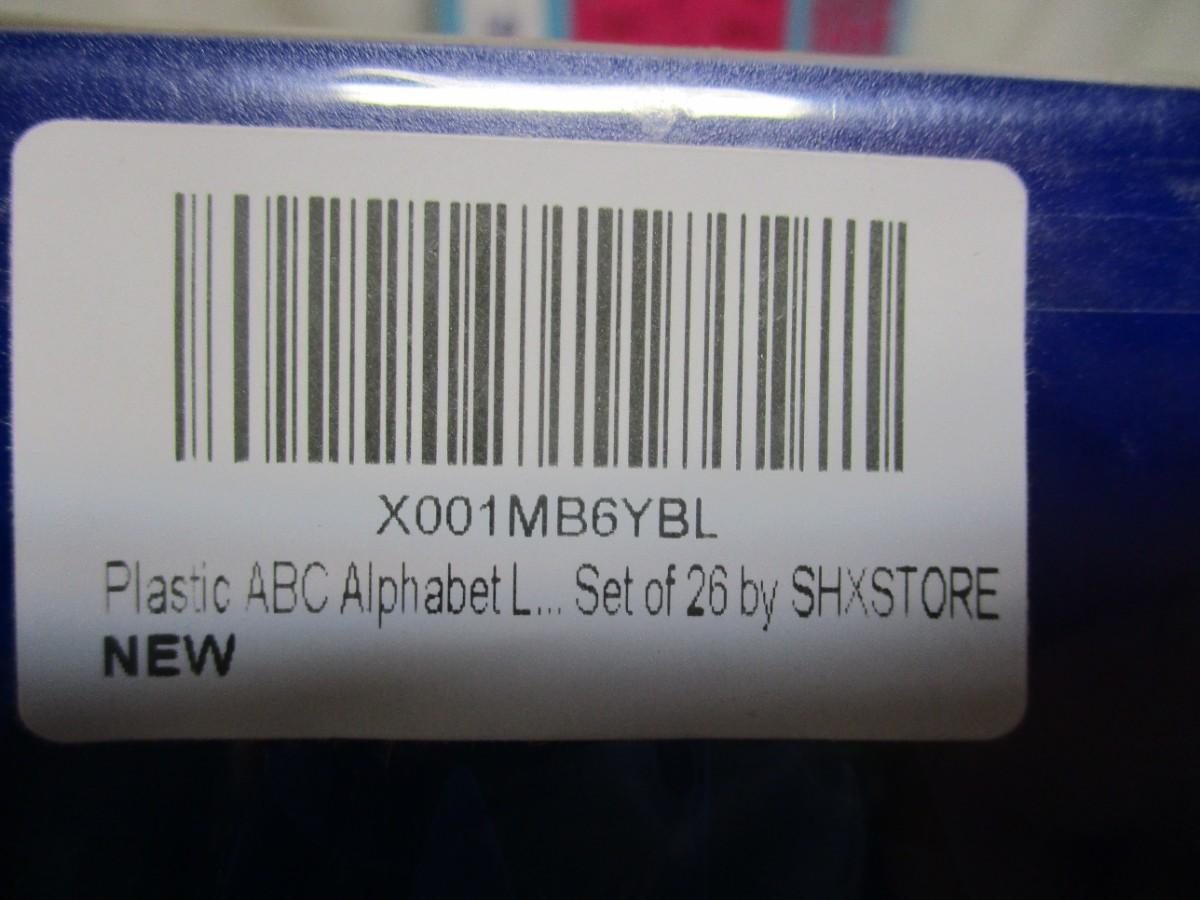 X001MB6YBL
Plastic ABC Alphabet L... Set of 26 by SHXSTORE
NEW